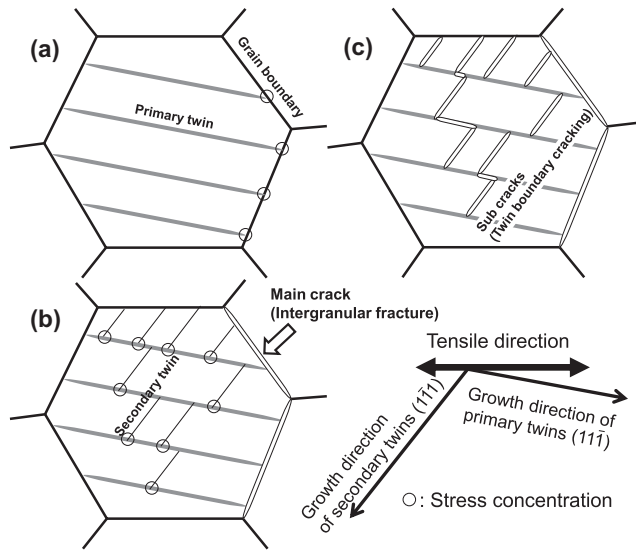 (a)
Grain boundary
Primary twin
(c)
Sub cracks
(Twin boundary cracking)
(b)
Main crack
(Intergranular fracture)
Secondary twin
Tensile direction
Growth direction of
primary twins (111̅)
Growth direction
of secondary twins (11̅1)
: Stress concentration